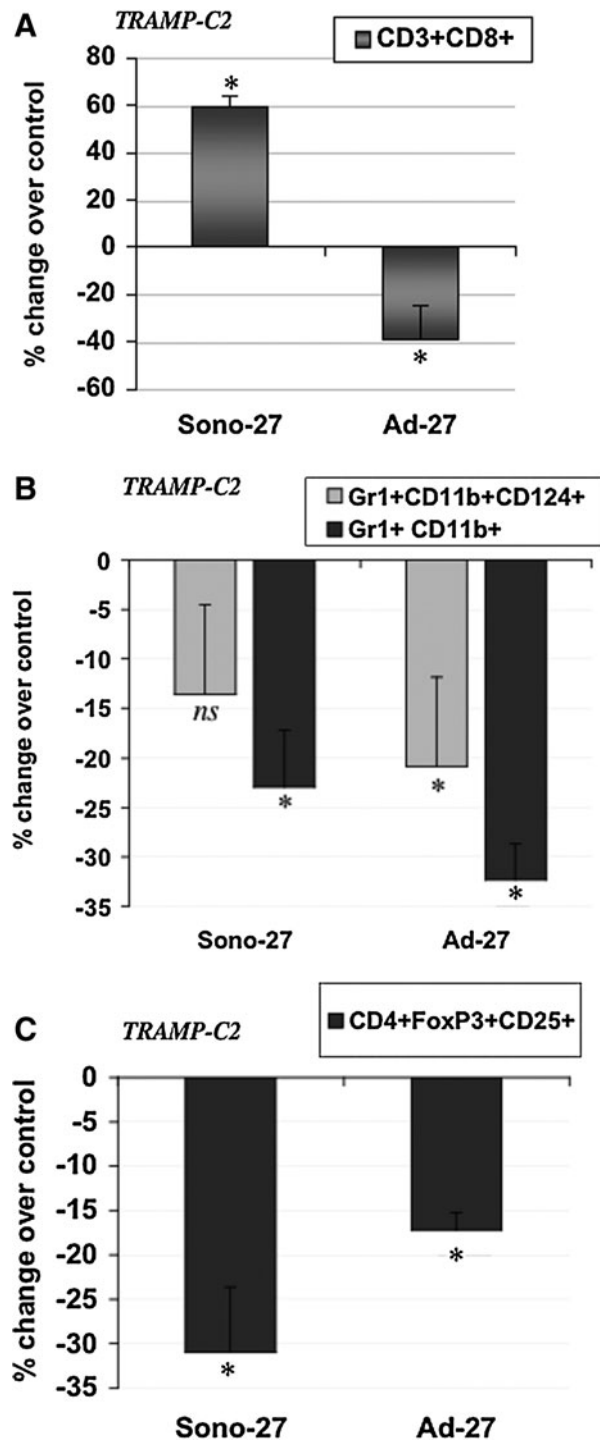 A
TRAMP-C2
CD3+CD8+
% change over control
80
60
40
20
0
-20
-40
-60
*
*
Sono-27
Ad-27
B
TRAMP-C2
Gr1+CD11b+CD124+
Gr1+ CD11b+
% change over control
0
-5
-10
-15
-20
-25
-30
-35
ns
*
*
*
Sono-27
Ad-27
C
TRAMP-C2
CD4+FoxP3+CD25+
% change over control
0
-5
-10
-15
-20
-25
-30
-35
*
*
Sono-27
Ad-27